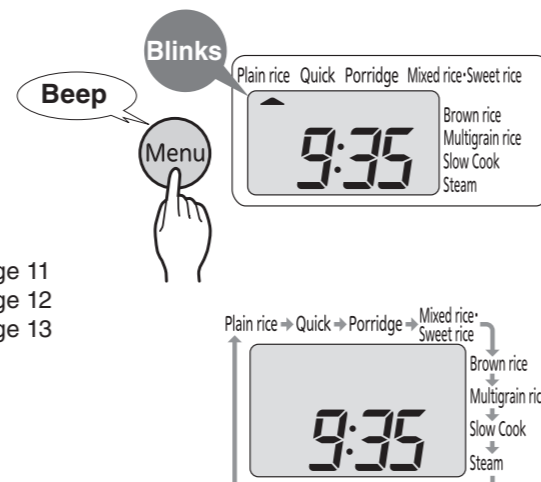 Blinks
Plain rice Quick Porridge Mixed rice･Sweet rice
Beep
Brown rice
9:35
Multigrain rice
Menu
Slow Cook
Steam
ge 11
ge 12
ge 13
Plain rice ➔ Quick ➔ Porridge ➔ Mixed rice･
Sweet rice
Brown rice
Multigrain ric
9:35
Slow Cook
Steam